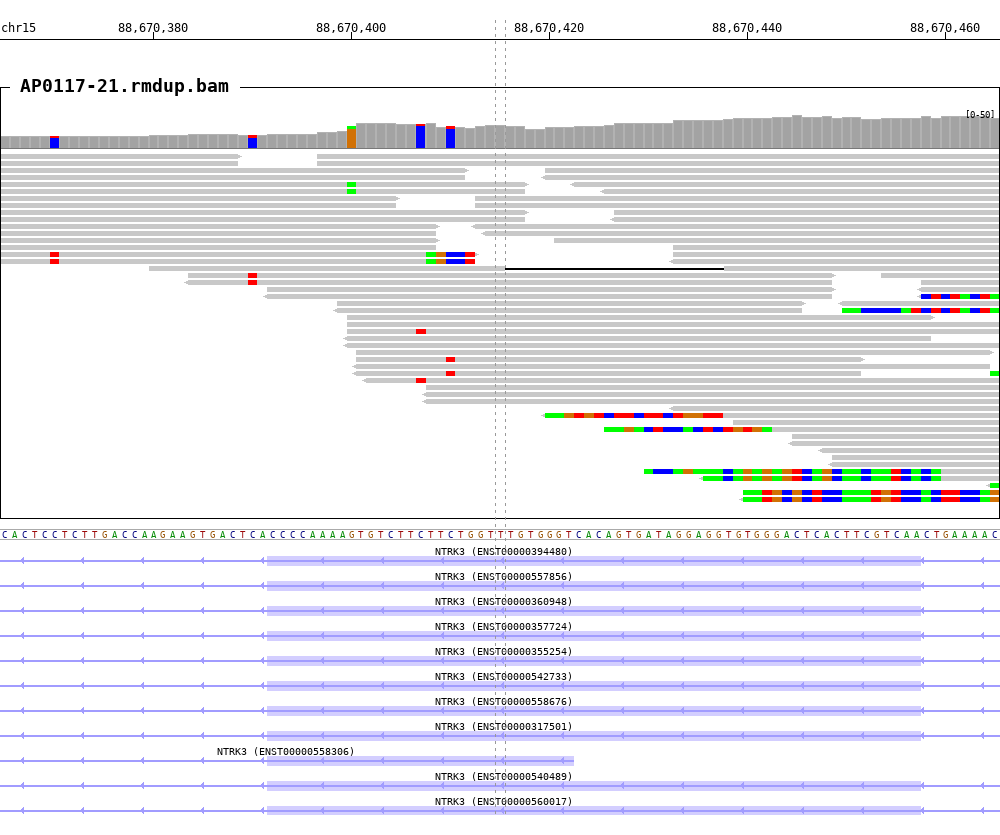 chr15 88,670,380 88,670,400 88,670,420 88,670,440 88,670,460
AP0117-21.rmdup.bam
[0-50]
C A C T C C T C T T G A C C A A G A A G T G A C T C A C C C C A A A A G T G T C T T C T T C T G G T T T G T G G G T C A C A G T G A T A G G A G G T G T G G G A C T C A C T T C G T C A A C T G A A A A C
NTRK3 (ENST00000394480)
NTRK3 (ENST00000557856)
NTRK3 (ENST00000360948)
NTRK3 (ENST00000357724)
NTRK3 (ENST00000355254)
NTRK3 (ENST00000542733)
NTRK3 (ENST00000558676)
NTRK3 (ENST00000317501)
NTRK3 (ENST00000558306)
NTRK3 (ENST00000540489)
NTRK3 (ENST00000560017)